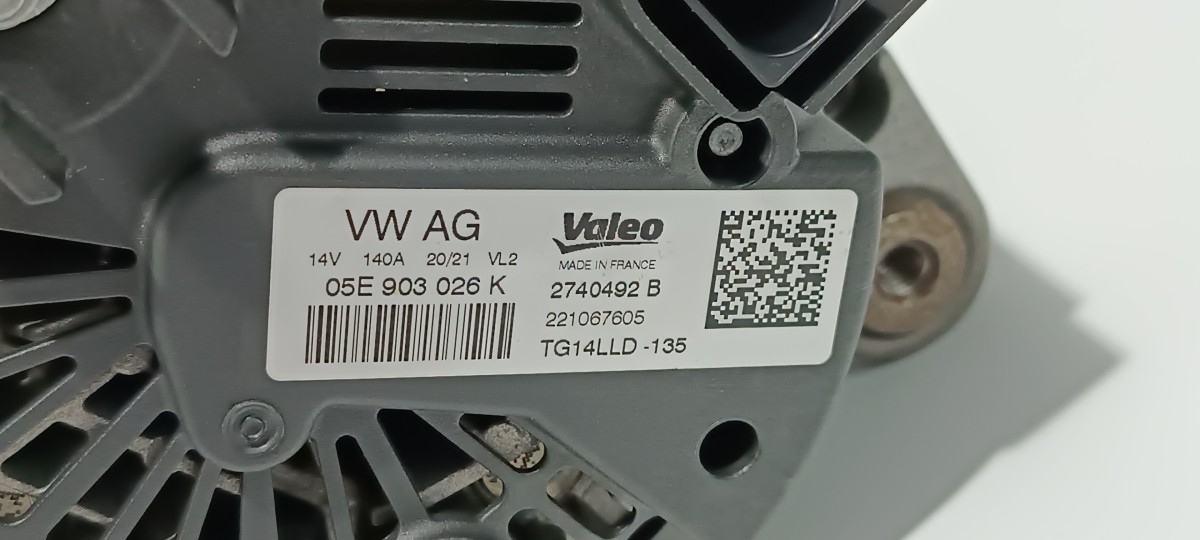 VW AG
14V 140A 20/21 VL2
05E 903 026 K
Valeo
MADE IN FRANCE
2740492 B
221067605
TG14LLD -135